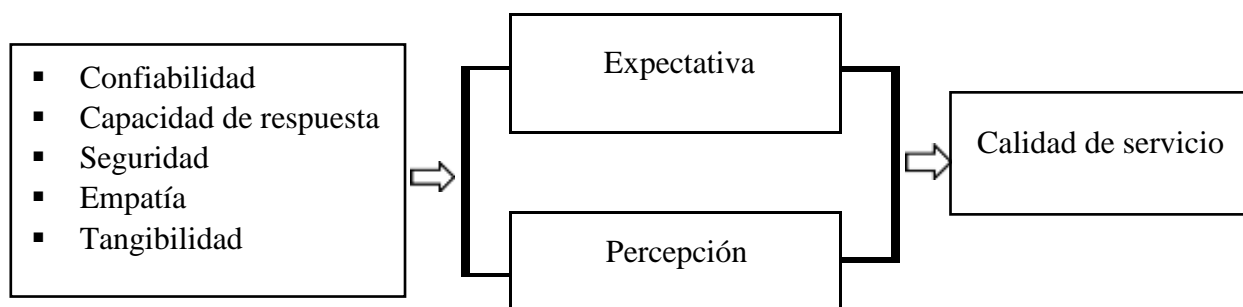 ▪ Confiabilidad
▪ Capacidad de respuesta
▪ Seguridad
▪ Empatía
▪ Tangibilidad
Expectativa
Percepción
Calidad de servicio